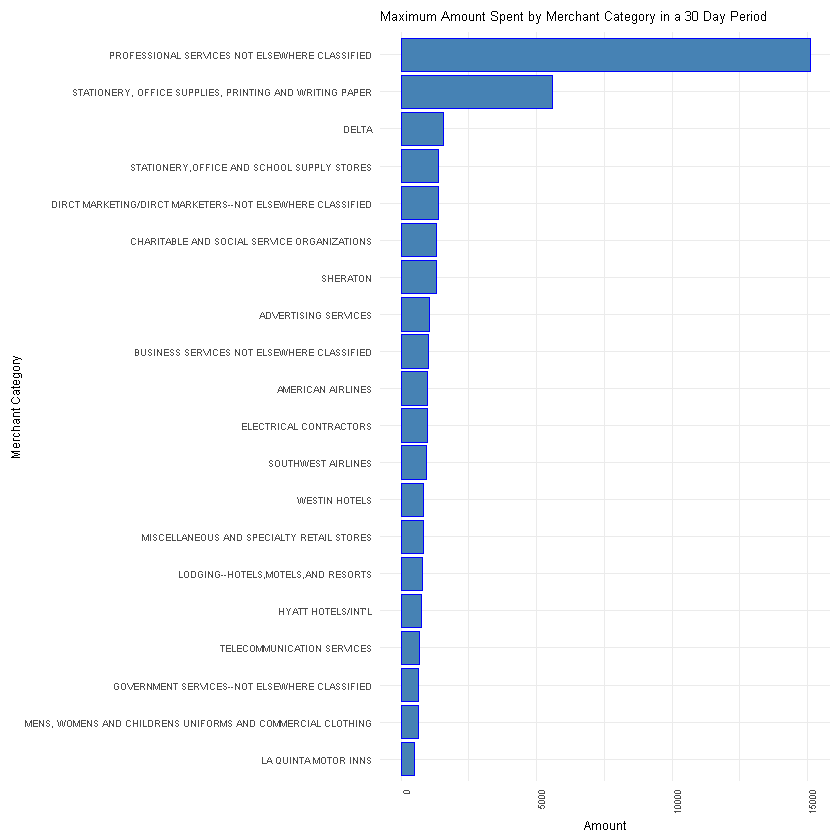 Maximum Amount Spent by Merchant Category in a 30 Day Period
Merchant Category
PROFESSIONAL SERVICES NOT ELSEWHERE CLASSIFIED
STATIONERY, OFFICE SUPPLIES, PRINTING AND WRITING PAPER
DELTA
STATIONERY,OFFICE AND SCHOOL SUPPLY STORES
DIRCT MARKETING/DIRCT MARKETERS--NOT ELSEWHERE CLASSIFIED
CHARITABLE AND SOCIAL SERVICE ORGANIZATIONS
SHERATON
ADVERTISING SERVICES
BUSINESS SERVICES NOT ELSEWHERE CLASSIFIED
AMERICAN AIRLINES
ELECTRICAL CONTRACTORS
SOUTHWEST AIRLINES
WESTIN HOTELS
MISCELLANEOUS AND SPECIALTY RETAIL STORES
LODGING--HOTELS,MOTELS,AND RESORTS
HYATT HOTELS/INT'L
TELECOMMUNICATION SERVICES
GOVERNMENT SERVICES--NOT ELSEWHERE CLASSIFIED
MENS, WOMENS AND CHILDRENS UNIFORMS AND COMMERCIAL CLOTHING
LA QUINTA MOTOR INNS
0
5000
10000
15000
Amount